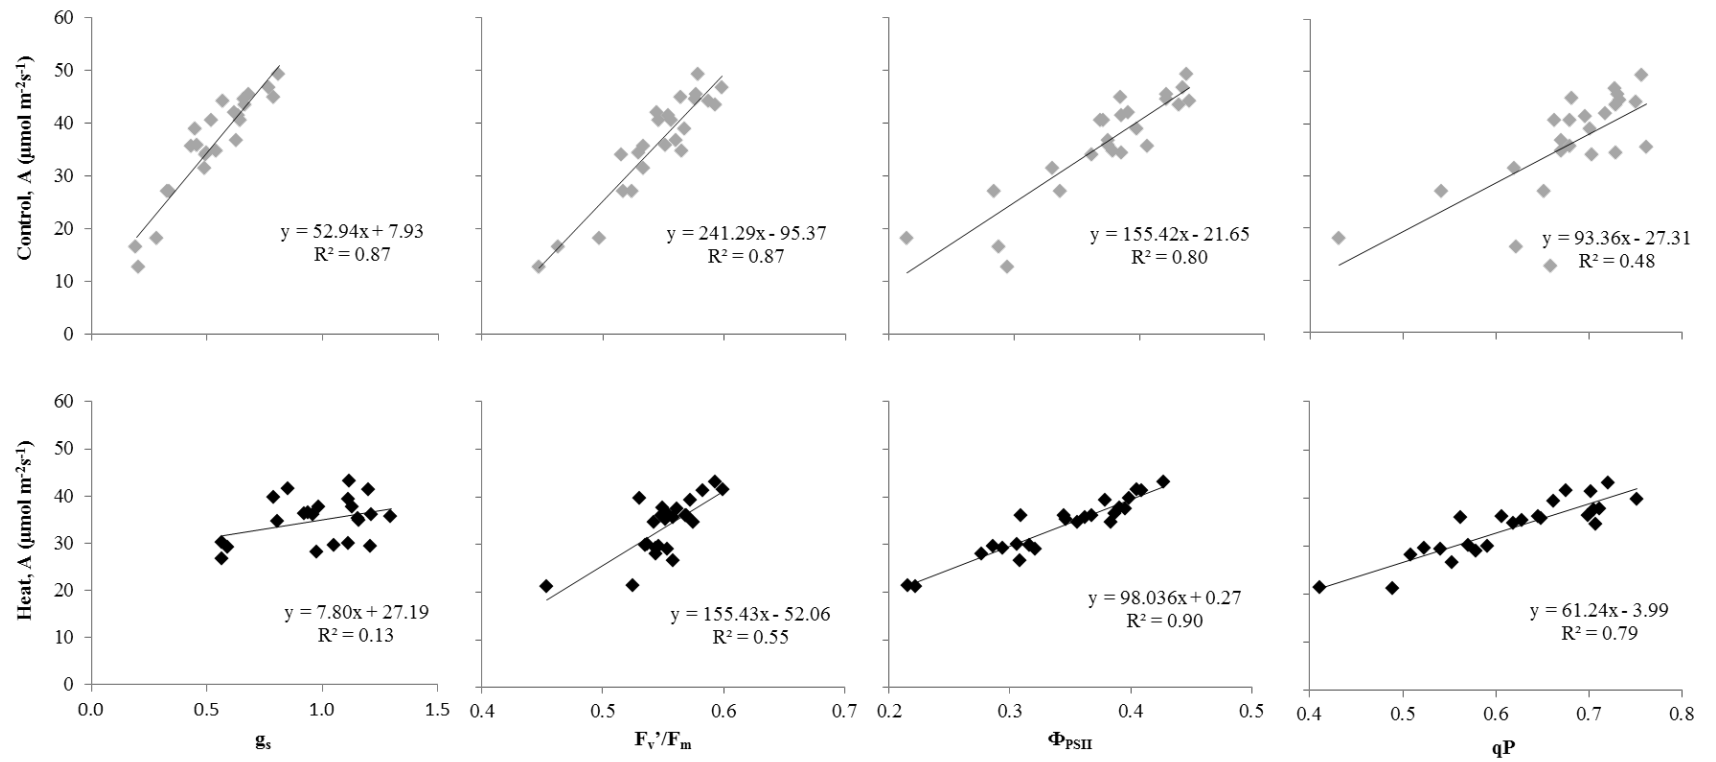 Control, A (µmol m⁻²s⁻¹)
60
50
40
30
20
10
0
y = 52.94x + 7.93
R² = 0.87
y = 241.29x - 95.37
R² = 0.87
y = 155.42x - 21.65
R² = 0.80
y = 93.36x - 27.31
R² = 0.48
Heat, A (µmol m⁻²s⁻¹)
60
50
40
30
20
10
0
y = 7.80x + 27.19
R² = 0.13
y = 155.43x - 52.06
R² = 0.55
y = 98.036x + 0.27
R² = 0.90
y = 61.24x - 3.99
R² = 0.79
0.0 0.5 1.0 1.5
0.4 0.5 0.6 0.7
0.2 0.3 0.4 0.5
0.4 0.5 0.6 0.7 0.8
gs
Fv’/Fm
ΦPSII
qP